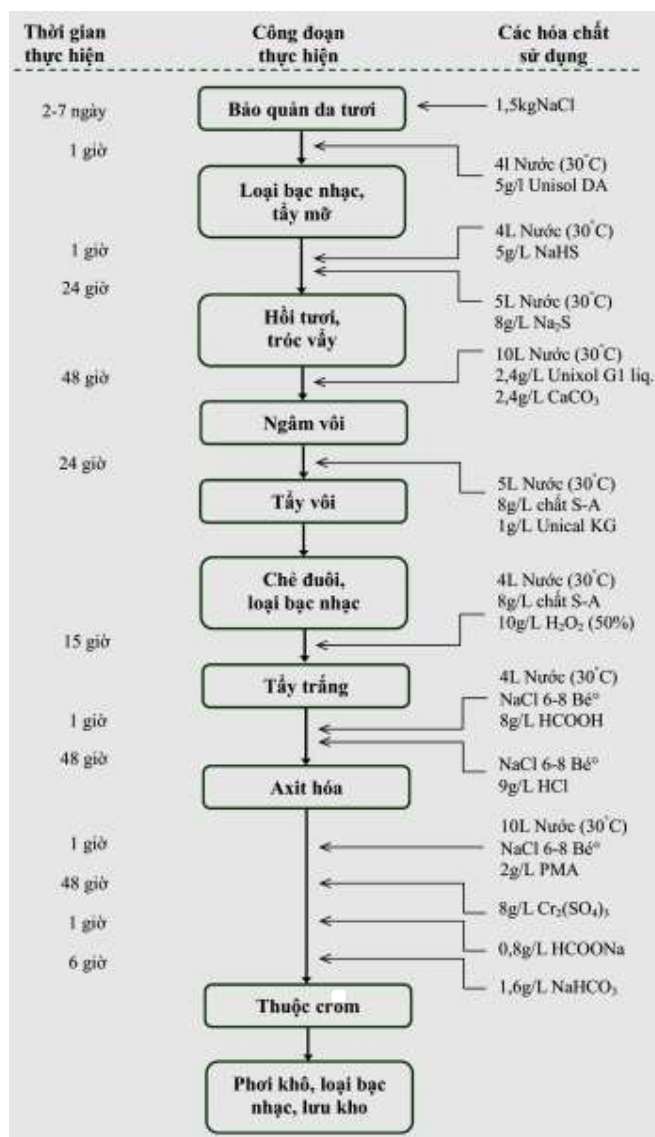 Thời gian
thực hiện
Công đoạn
thực hiện
Các hóa chất
sử dụng
2-7 ngày
Bảo quản da tươi
1,5kgNaCl
1 giờ
4l Nước (30°C)
5g/l Unisol DA
Loại bạc nhạc,
tẩy mỡ
1 giờ
4L Nước (30°C)
5g/L NaHS
24 giờ
5L Nước (30°C)
8g/L Na₂S
Hồi tươi,
tróc vẩy
48 giờ
10L Nước (30°C)
2,4g/L Unixol G1 liq.
2,4g/L CaCO₃
Ngâm vôi
24 giờ
5L Nước (30°C)
8g/L chất S-A
1g/L Unical KG
Tẩy vôi
Chẻ đuôi,
loại bạc nhạc
4L Nước (30°C)
8g/L chất S-A
10g/L H₂O₂ (50%)
15 giờ
Tẩy trắng
4L Nước (30°C)
NaCl 6-8 Bé°
8g/L HCOOH
1 giờ
48 giờ
NaCl 6-8 Bé°
9g/L HCl
Axit hóa
1 giờ
10L Nước (30°C)
NaCl 6-8 Bé°
2g/L PMA
48 giờ
8g/L Cr₂(SO₄)₃
1 giờ
0,8g/L HCOONa
6 giờ
1,6g/L NaHCO₃
Thuộc crom
Phơi khô, loại bạc
nhạc, lưu kho